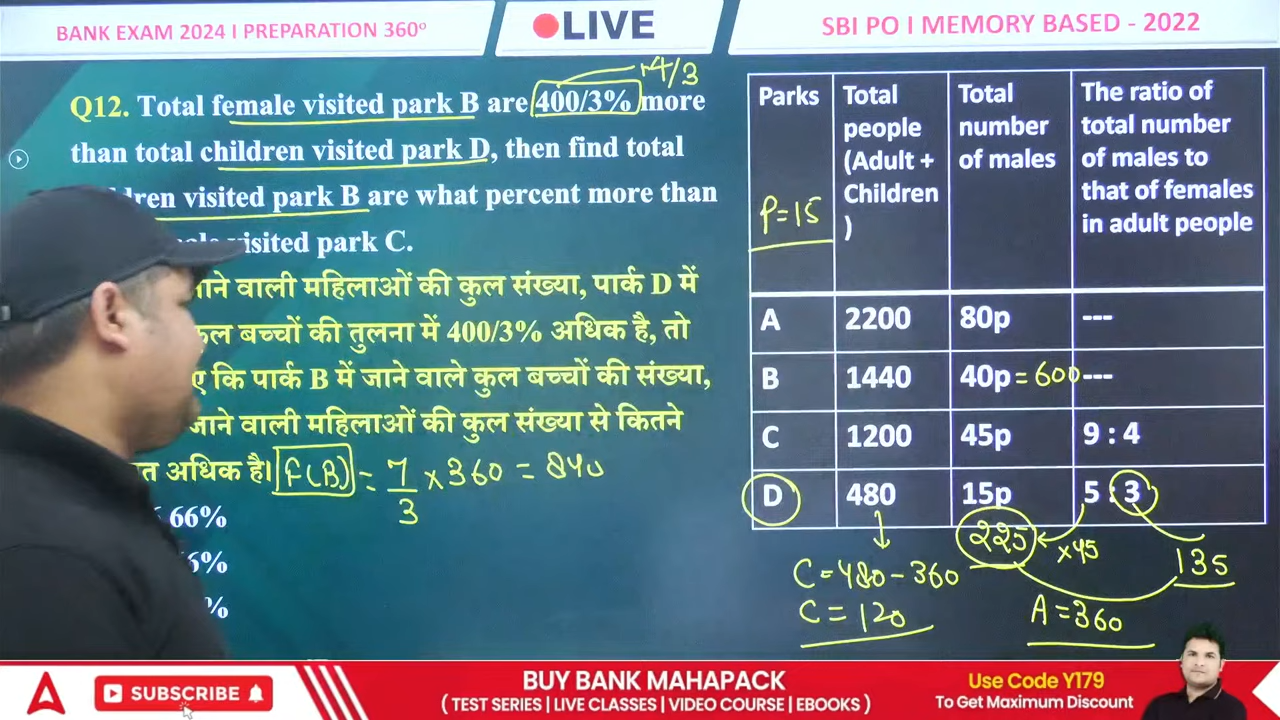 BANK EXAM 2024 I PREPARATION 360°
LIVE
SBI PO I MEMORY BASED - 2022
+4/3
Q12. Total female visited park B are 400/3% more
than total children visited park D, then find total
ren visited park B are what percent more than
visited park C.
ाने वाली महिलाओं की कुल संख्या, पार्क D में
कुल बच्चों की तुलना में 400/3% अधिक है, तो
ए कि पार्क B में जाने वाले कुल बच्चों की संख्या,
जाने वाली महिलाओं की कुल संख्या से कितने
त अधिक है।
F(B) = 7/3 × 360 = 840
66%
6%
%
Parks | Total people (Adult + Children) | Total number of males | The ratio of total number of males to that of females in adult people
P=15
A | 2200 | 80p | ---
B | 1440 | 40p = 600 | ---
C | 1200 | 45p | 9 : 4
D | 480 | 15p | 5 : 3
225 ×45 135
C = 480 - 360
C = 120
A = 360
SUBSCRIBE
BUY BANK MAHAPACK
( TEST SERIES | LIVE CLASSES | VIDEO COURSE | EBOOKS )
Use Code Y179
To Get Maximum Discount